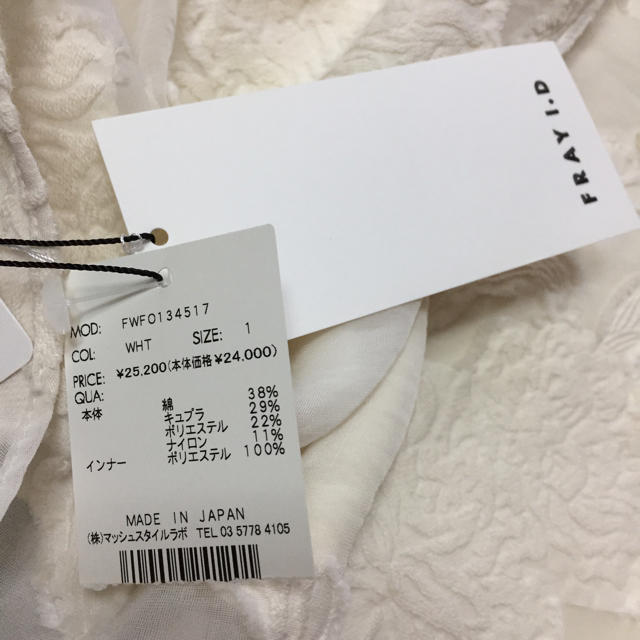 FRAY I.D
MOD: FWFO134517
COL: WHT SIZE: 1
PRICE: ¥25,200(本体価格¥24,000)
QUA:
本体 綿 38%
キュプラ 29%
ポリエステル 22%
ナイロン 11%
インナー ポリエステル 100%
MADE IN JAPAN
(株)マッシュスタイルラボ TEL 03 5778 4105